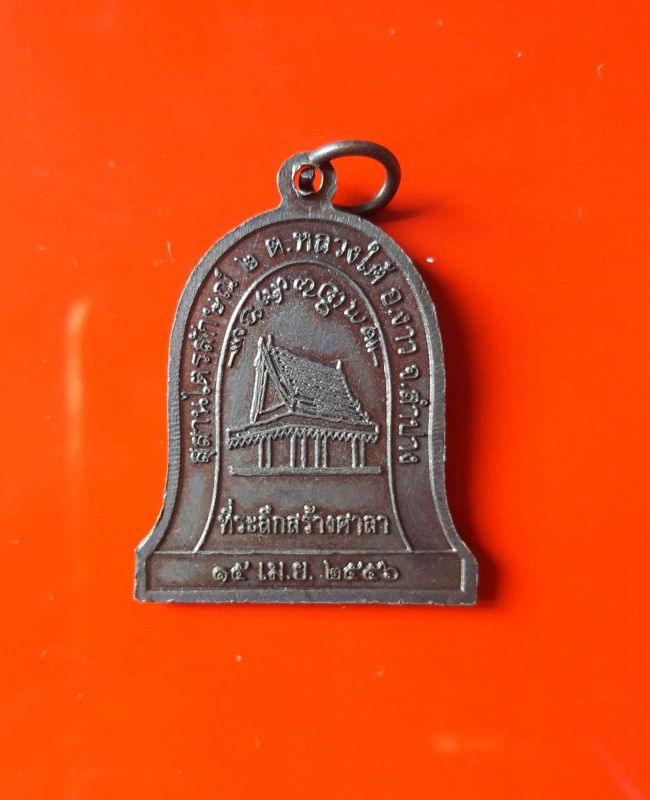 สุสานไตรลักษณ์ ๒ ต.หลวงใต้ อ.งาว จ.ลำปาง
ที่ระลึกสร้างศาลา
๑๕ เม.ย. ๒๕๕๖